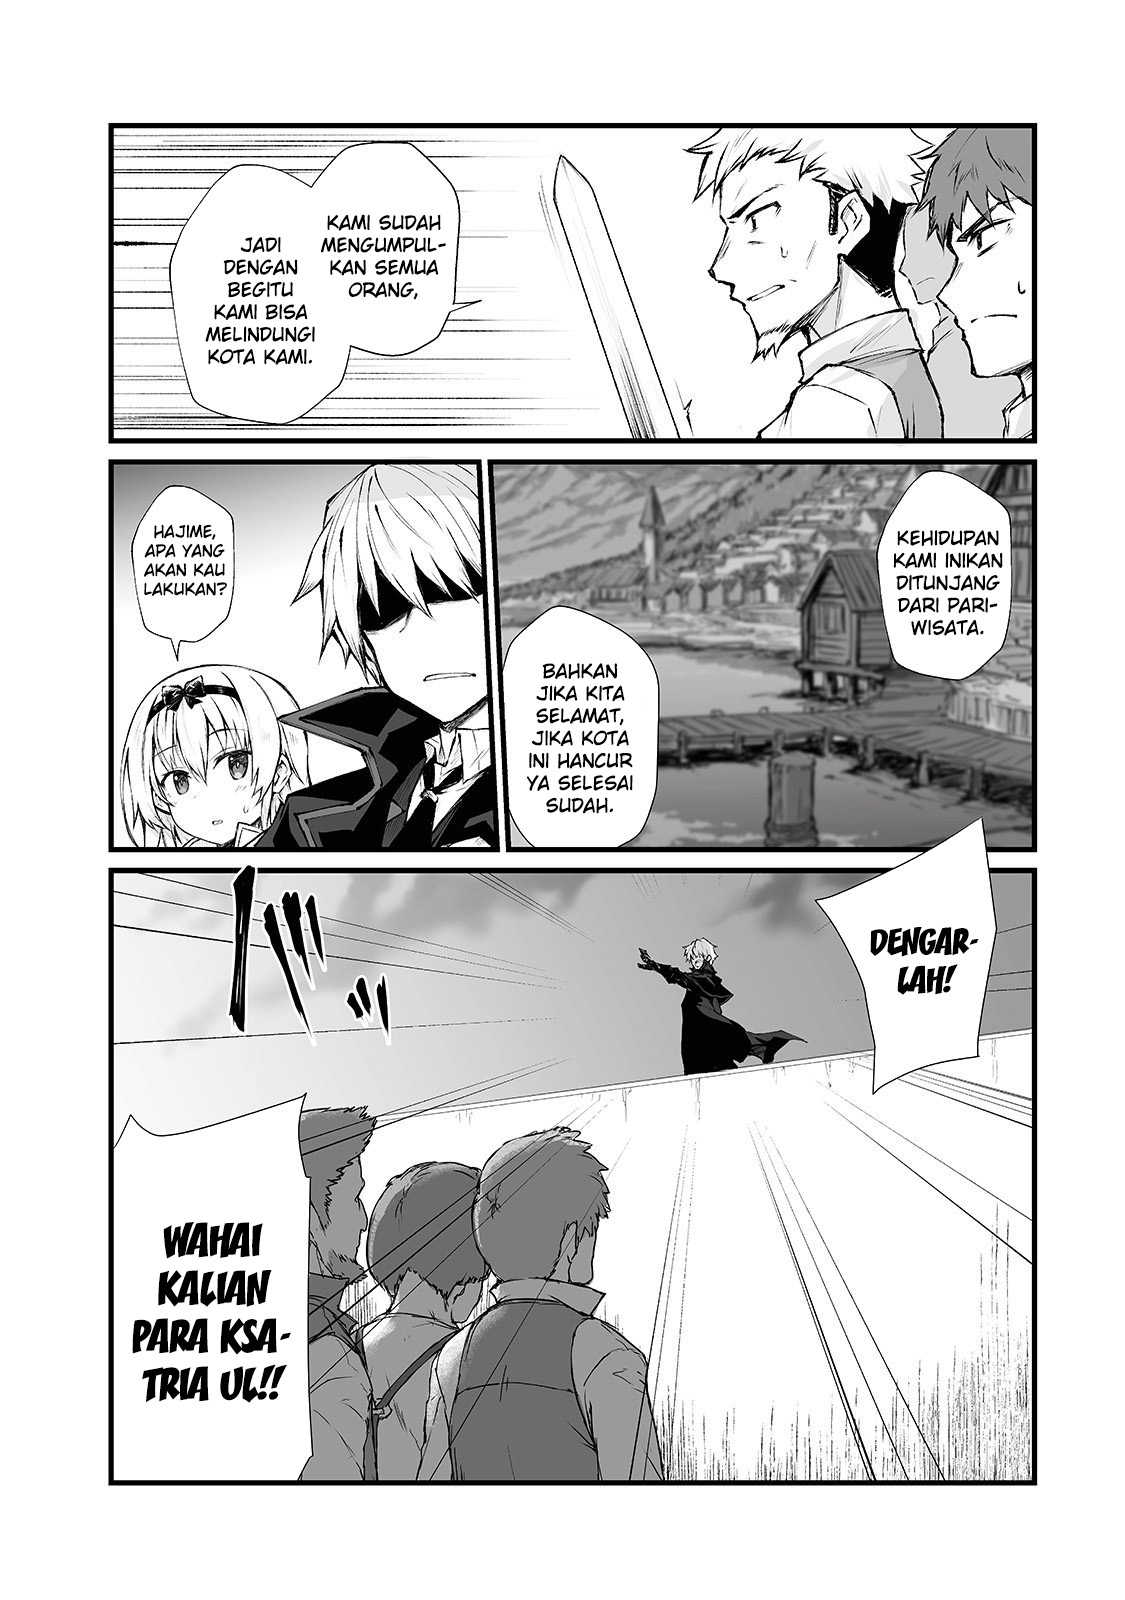 KAMI SUDAH
MENGUMPUL-
KAN SEMUA
ORANG,
JADI
DENGAN
BEGITU
KAMI BISA
MELINDUNGI
KOTA KAMI.
KEHIDUPAN
KAMI INIKAN
DITUNJANG
DARI PARI-
WISATA.
BAHKAN
JIKA KITA
SELAMAT,
JIKA KOTA
INI HANCUR
YA SELESAI
SUDAH.
HAJIME,
APA YANG
AKAN KAU
LAKUKAN?
DENGAR-
LAH!
WAHAI
KALIAN
PARA KSA-
TRIA UL!!